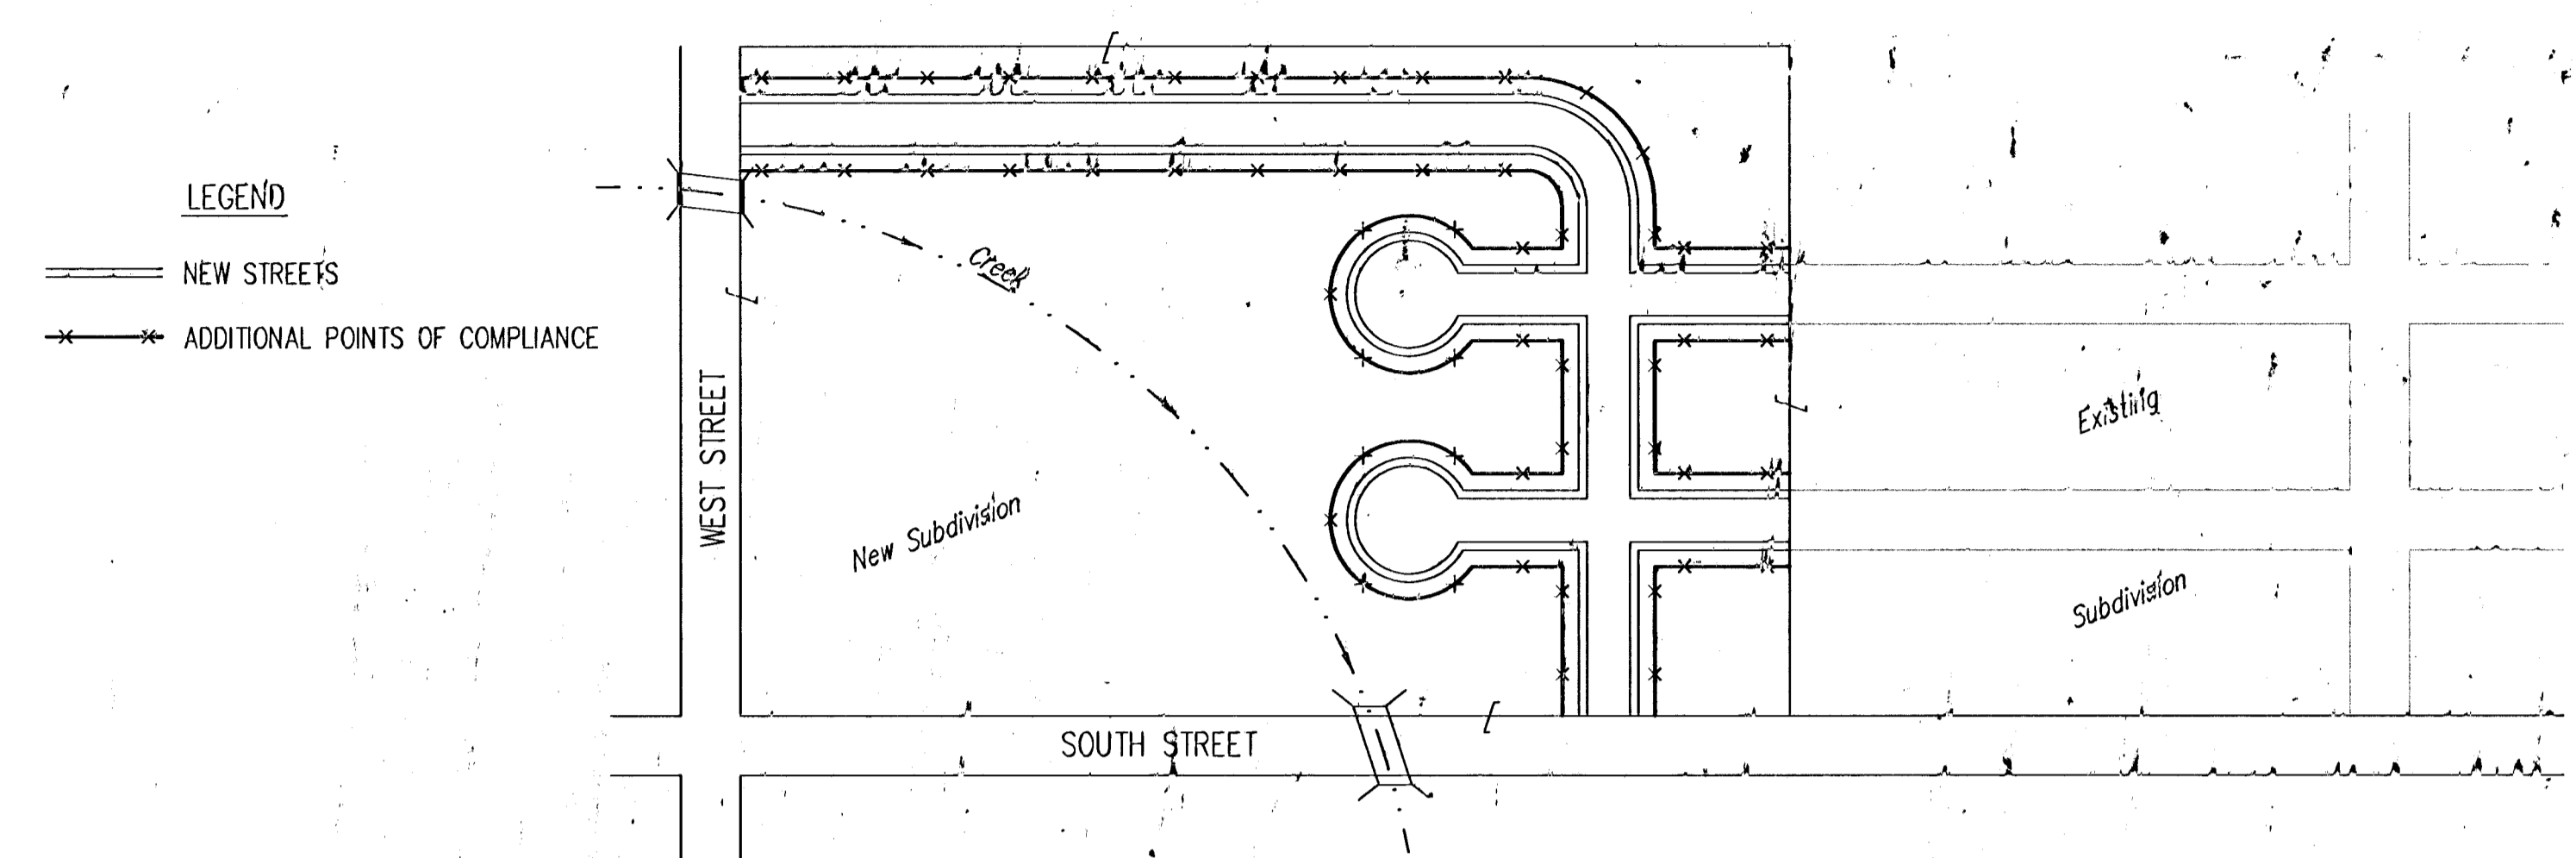 LEGEND
NEW STREETS
ADDITIONAL POINTS OF COMPLIANCE
WEST STREET
Creek
New Subdivision
SOUTH STREET
Existing
Subdivision